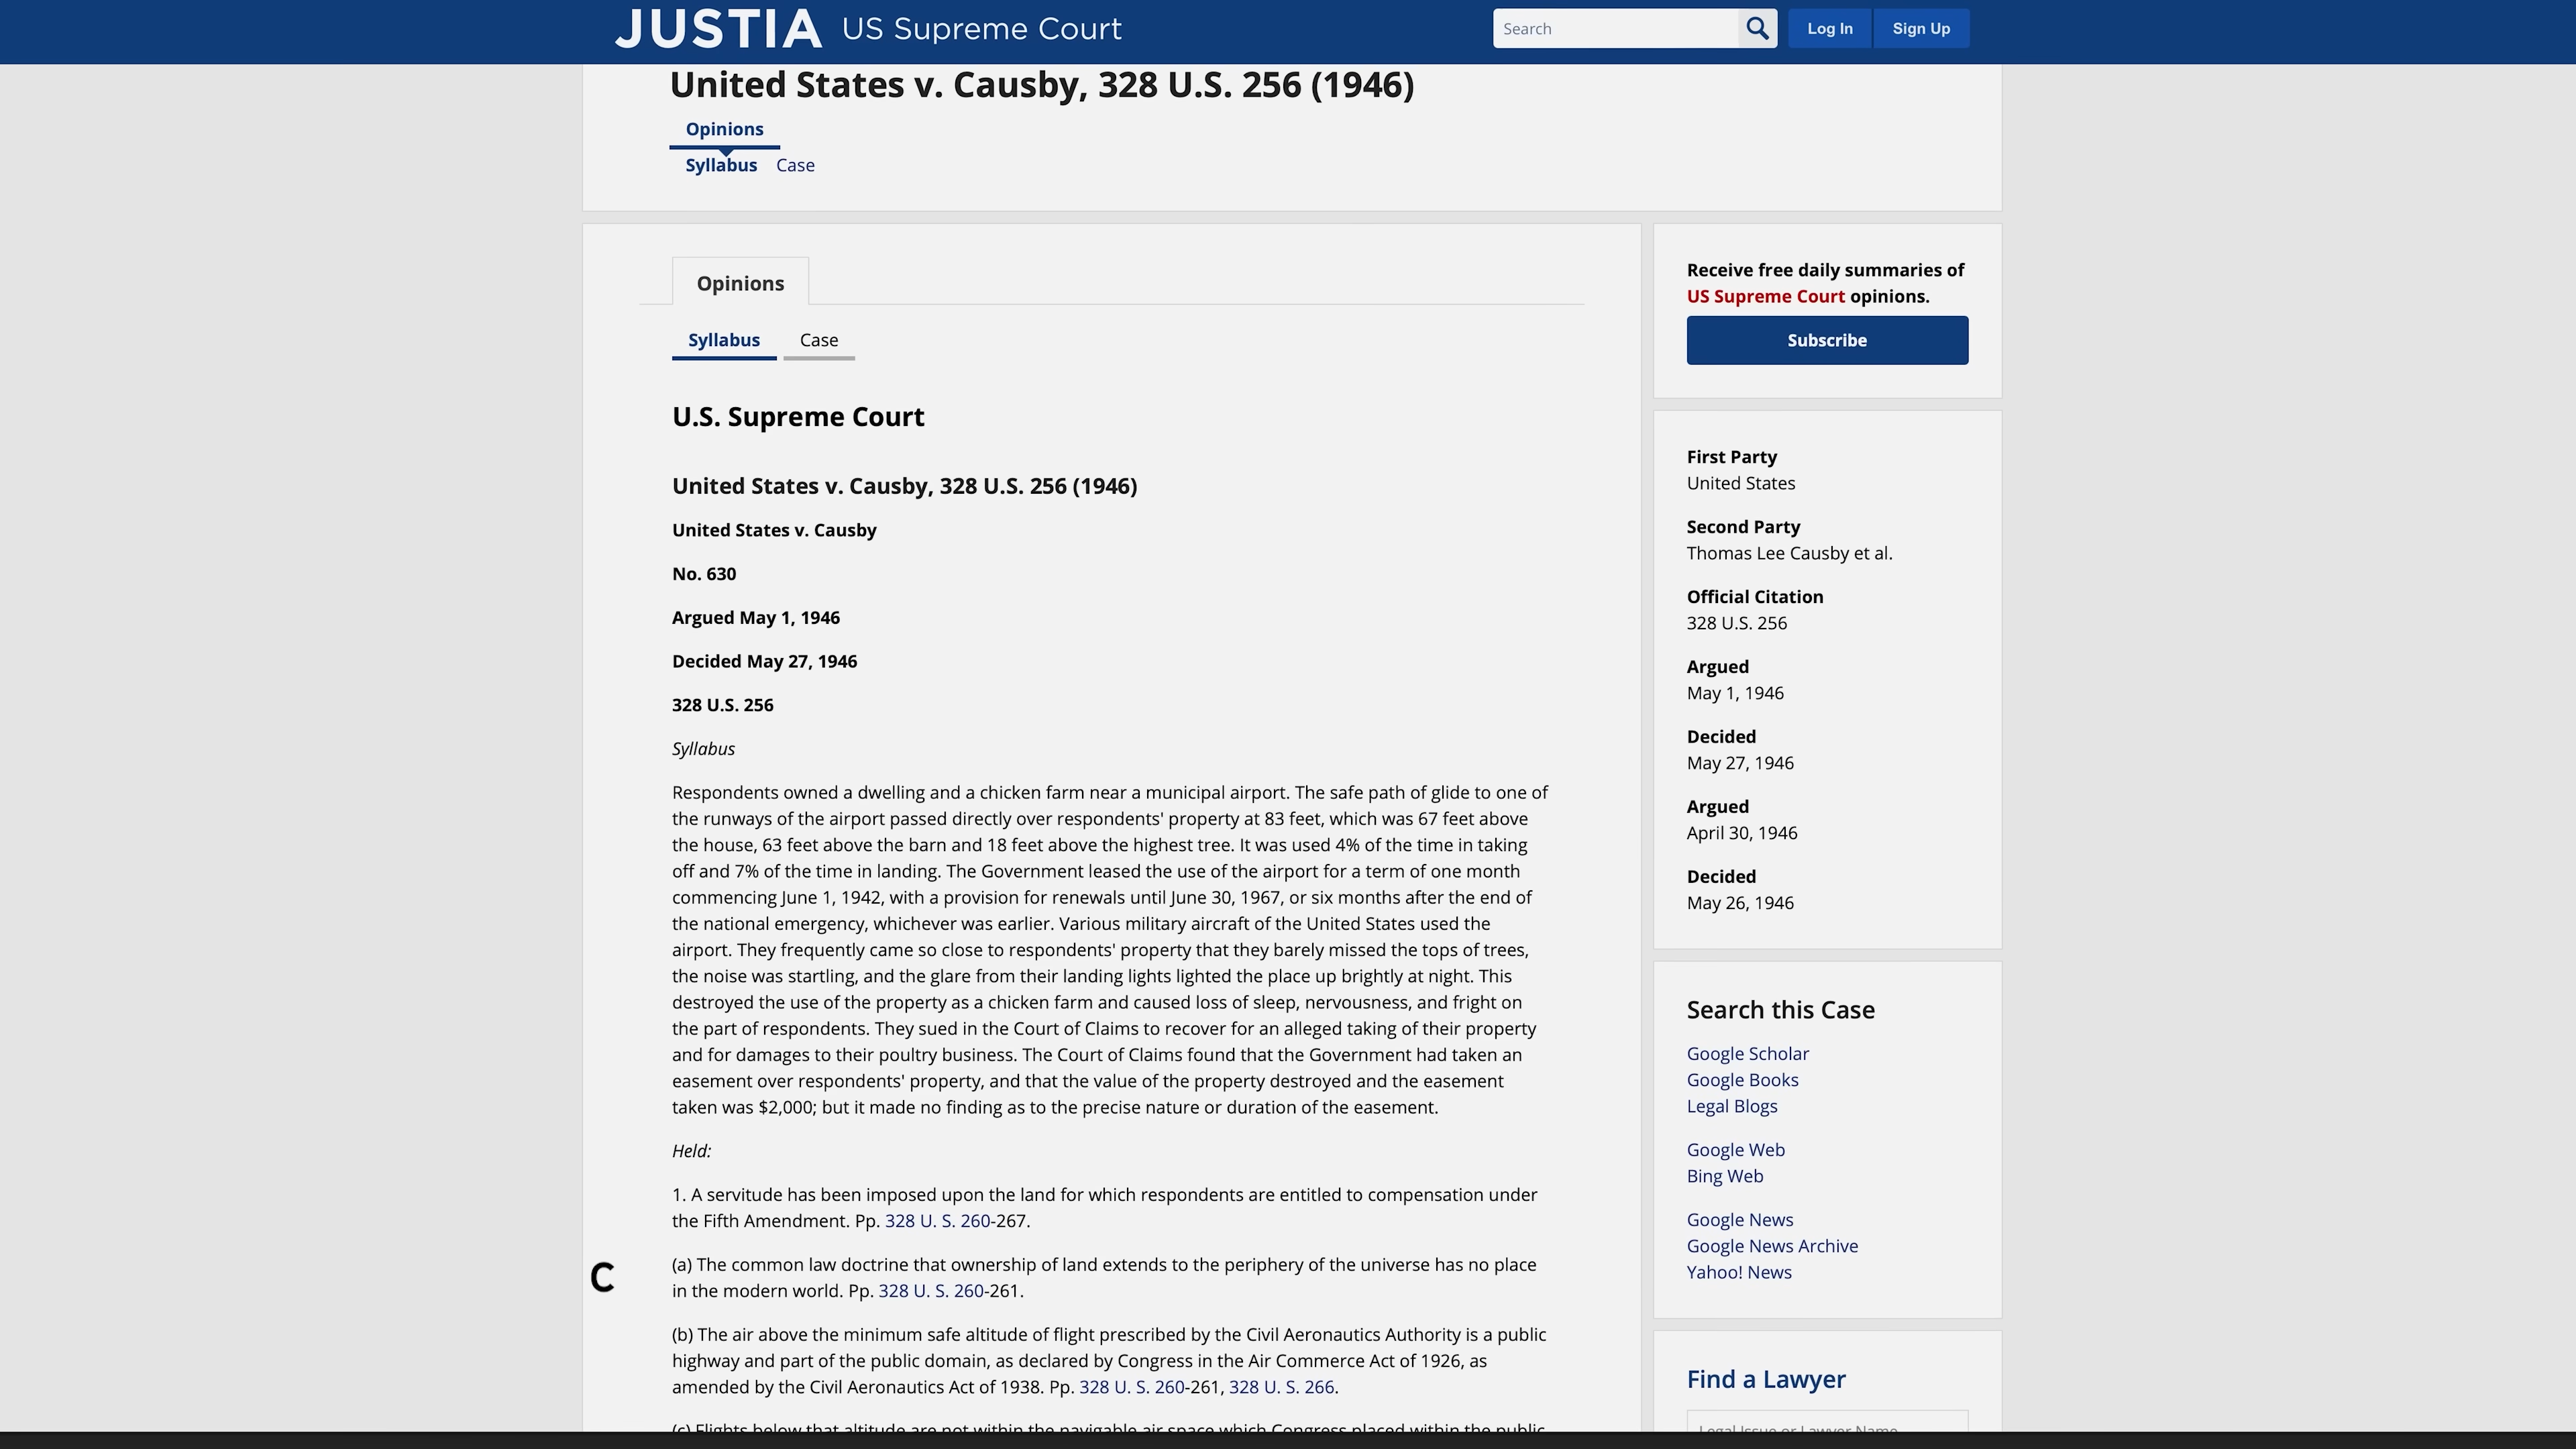 JUSTIA US Supreme Court
Search
Log In
Sign Up
United States v. Causby, 328 U.S. 256 (1946)
Opinions
Syllabus Case
Opinions
Syllabus Case
U.S. Supreme Court
United States v. Causby, 328 U.S. 256 (1946)
United States v. Causby
No. 630
Argued May 1, 1946
Decided May 27, 1946
328 U.S. 256
Syllabus
Respondents owned a dwelling and a chicken farm near a municipal airport. The safe path of glide to one of
the runways of the airport passed directly over respondents' property at 83 feet, which was 67 feet above
the house, 63 feet above the barn and 18 feet above the highest tree. It was used 4% of the time in taking
off and 7% of the time in landing. The Government leased the use of the airport for a term of one month
commencing June 1, 1942, with a provision for renewals until June 30, 1967, or six months after the end of
the national emergency, whichever was earlier. Various military aircraft of the United States used the
airport. They frequently came so close to respondents' property that they barely missed the tops of trees,
the noise was startling, and the glare from their landing lights lighted the place up brightly at night. This
destroyed the use of the property as a chicken farm and caused loss of sleep, nervousness, and fright on
the part of respondents. They sued in the Court of Claims to recover for an alleged taking of their property
and for damages to their poultry business. The Court of Claims found that the Government had taken an
easement over respondents' property, and that the value of the property destroyed and the easement
taken was $2,000; but it made no finding as to the precise nature or duration of the easement.
Held:
1. A servitude has been imposed upon the land for which respondents are entitled to compensation under
the Fifth Amendment. Pp. 328 U. S. 260-267.
C
(a) The common law doctrine that ownership of land extends to the periphery of the universe has no place
in the modern world. Pp. 328 U. S. 260-261.
(b) The air above the minimum safe altitude of flight prescribed by the Civil Aeronautics Authority is a public
highway and part of the public domain, as declared by Congress in the Air Commerce Act of 1926, as
amended by the Civil Aeronautics Act of 1938. Pp. 328 U. S. 260-261, 328 U. S. 266.
(c) Flights below that altitude are not within the navigable air space which Congress placed within the public
Receive free daily summaries of
US Supreme Court opinions.
Subscribe
First Party
United States
Second Party
Thomas Lee Causby et al.
Official Citation
328 U.S. 256
Argued
May 1, 1946
Decided
May 27, 1946
Argued
April 30, 1946
Decided
May 26, 1946
Search this Case
Google Scholar
Google Books
Legal Blogs
Google Web
Bing Web
Google News
Google News Archive
Yahoo! News
Find a Lawyer
Legal Issue or Lawyer Name